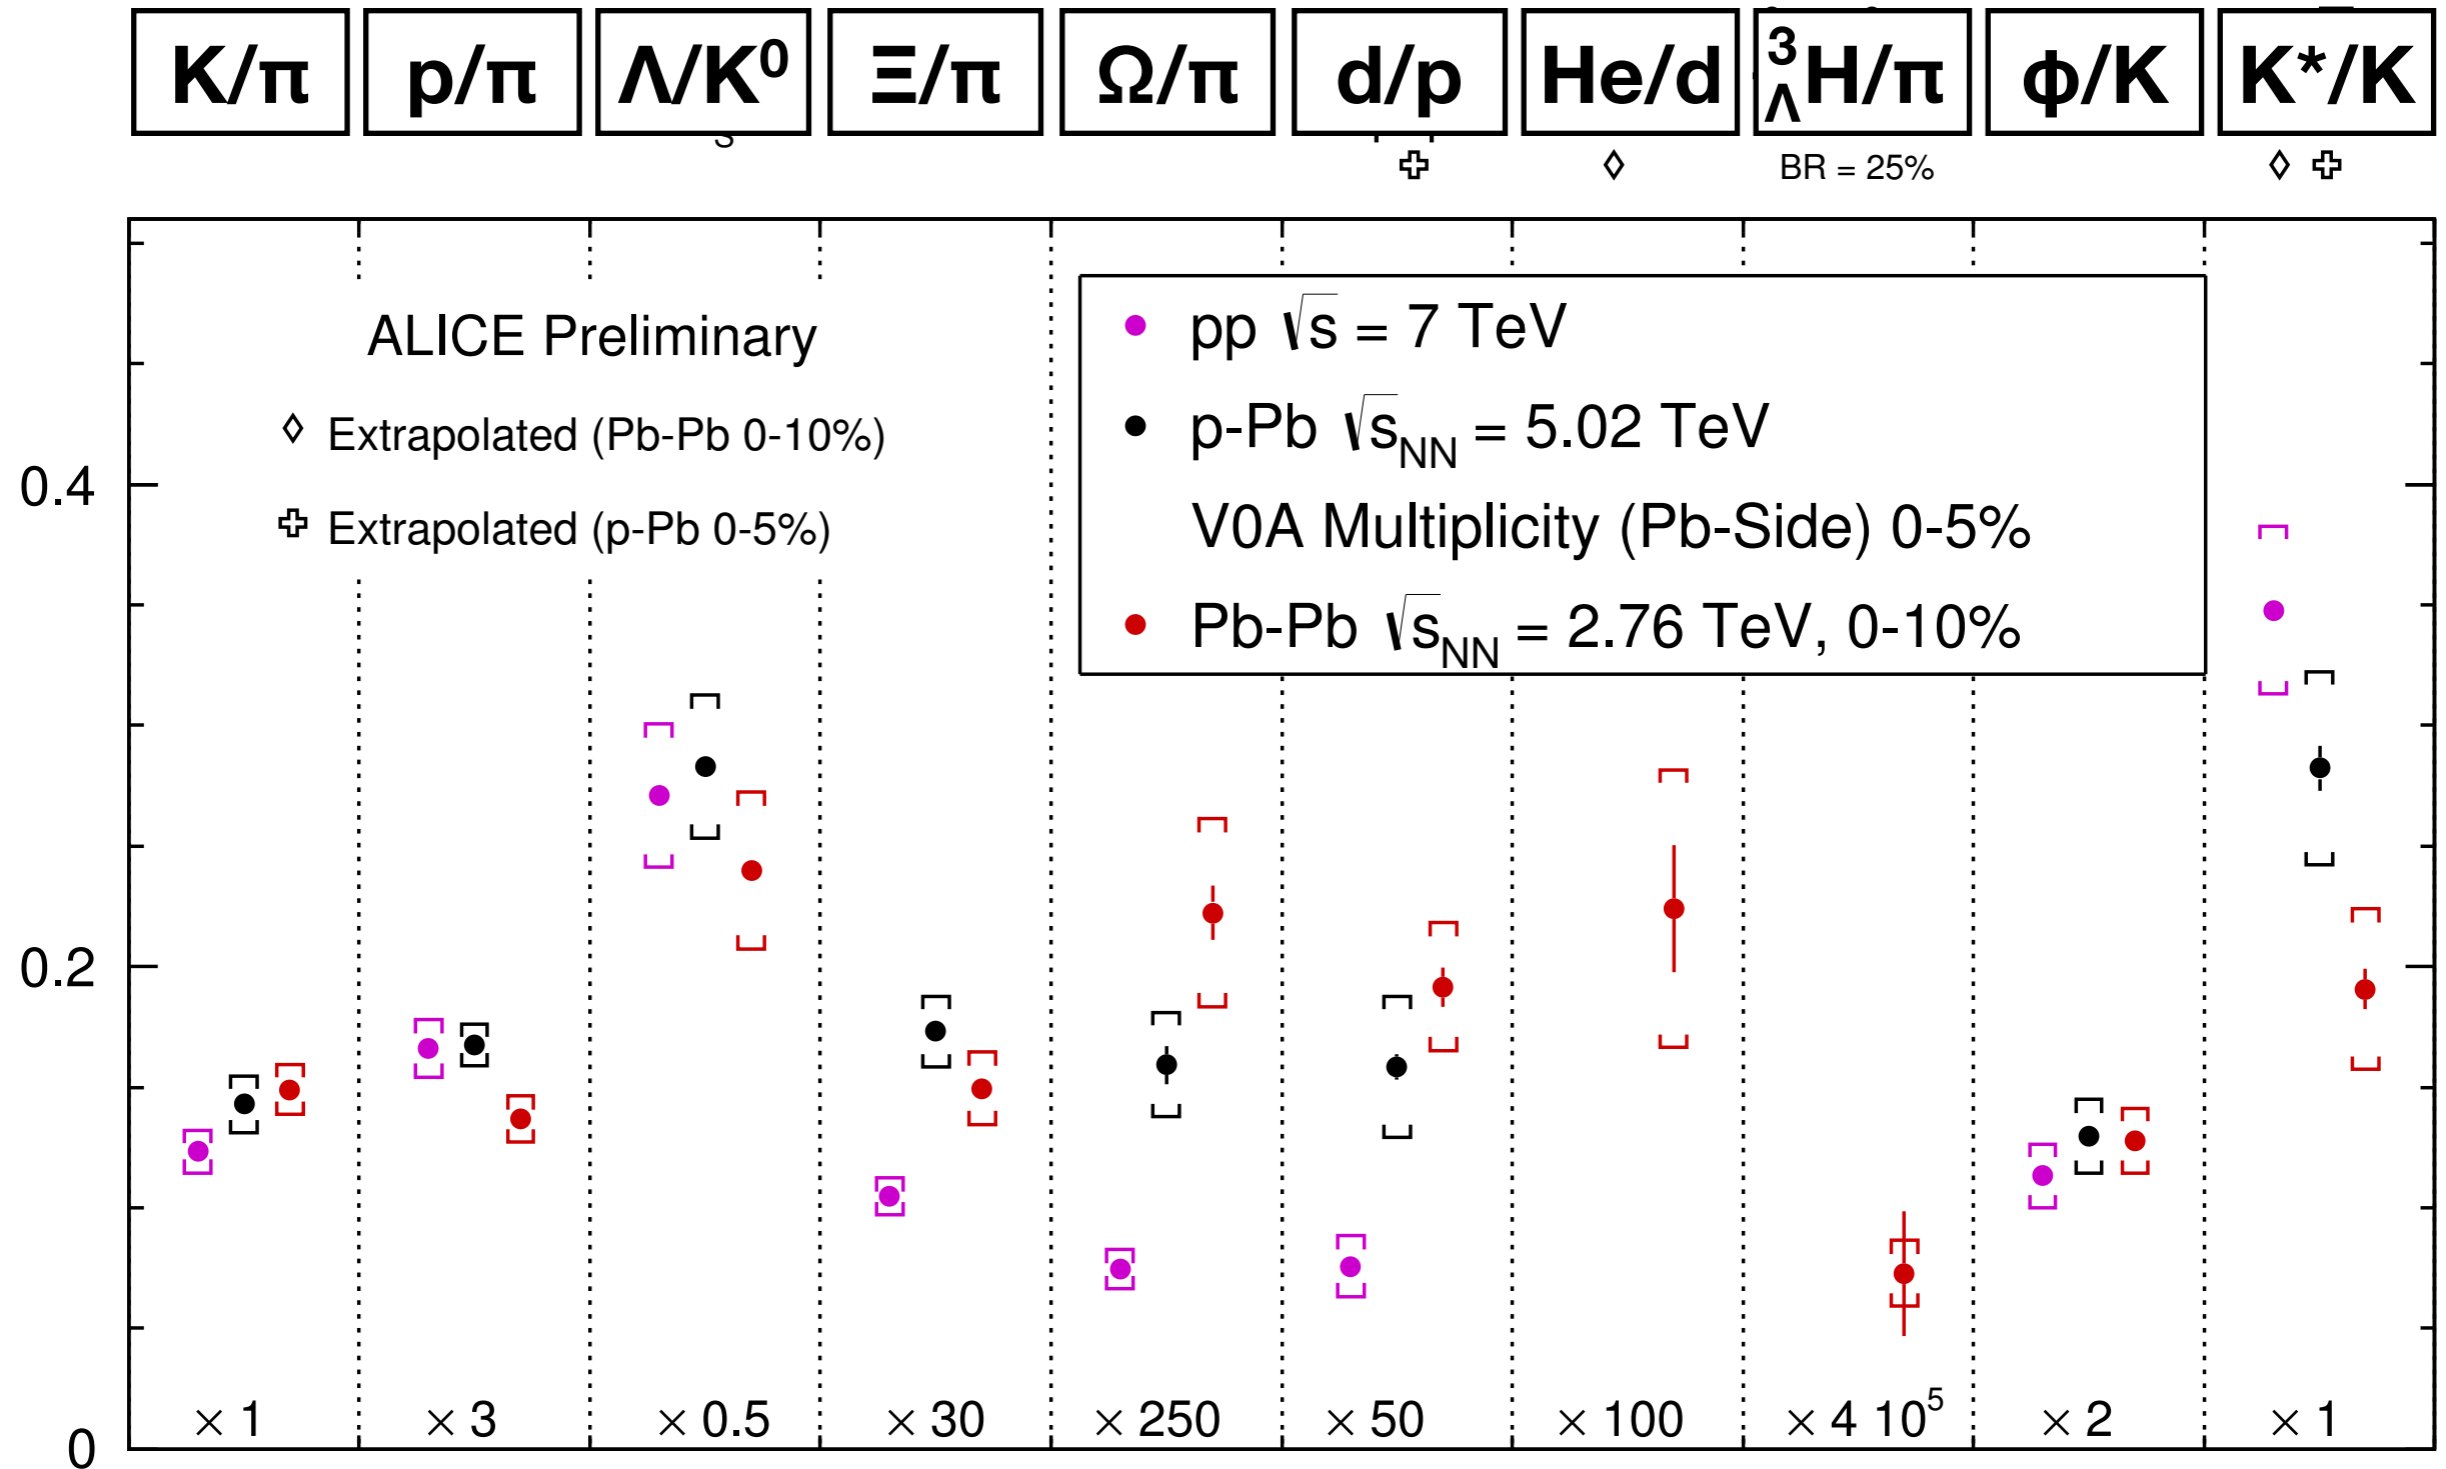 K/π p/π Λ/K⁰ Ξ/π Ω/π d/p He/d ³ΛH/π ϕ/K K*/K
S
BR = 25%
ALICE Preliminary
Extrapolated (Pb-Pb 0-10%)
Extrapolated (p-Pb 0-5%)
pp √s = 7 TeV
p-Pb √sNN = 5.02 TeV
V0A Multiplicity (Pb-Side) 0-5%
Pb-Pb √sNN = 2.76 TeV, 0-10%
0.4
0.2
0
× 1 × 3 × 0.5 × 30 × 250 × 50 × 100 × 4 10⁵ × 2 × 1